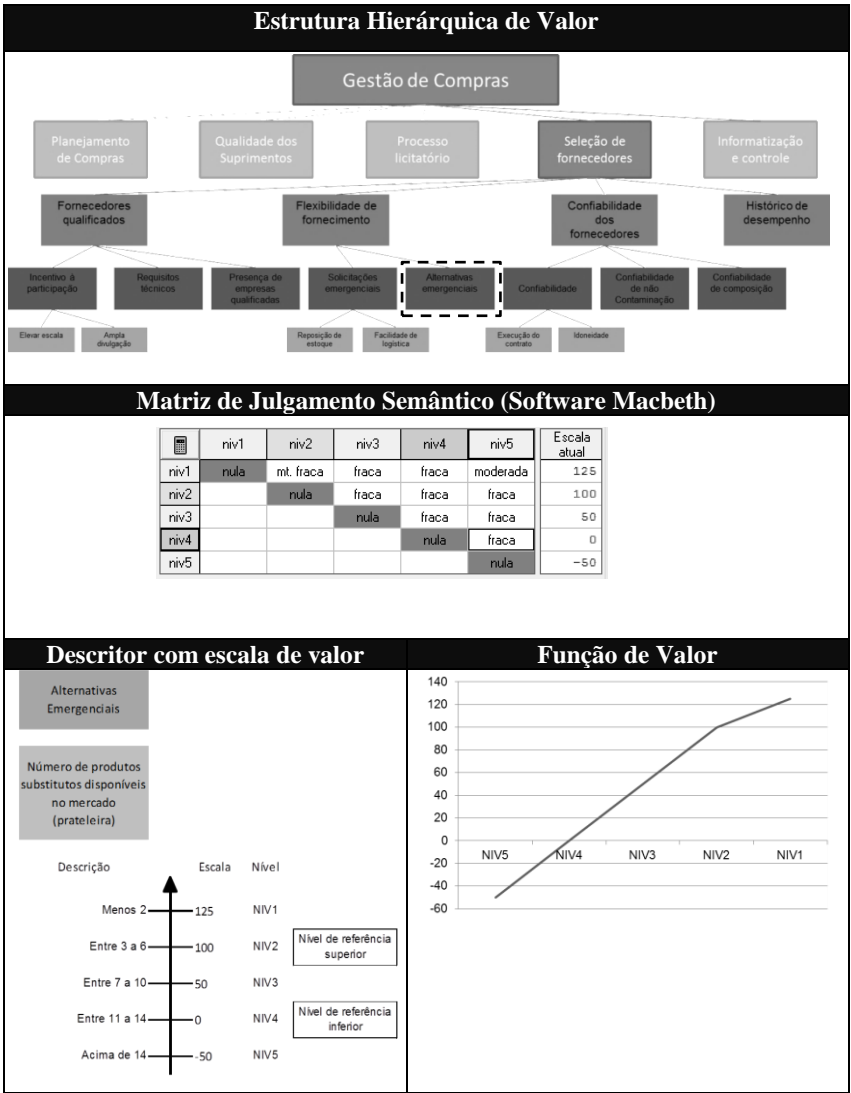 Estrutura Hierárquica de Valor
Gestão de Compras
Planejamento
de Compras
Qualidade dos
Suprimentos
Processo
licitatório
Seleção de
fornecedores
Informatização
e controle
Fornecedores
qualificados
Flexibilidade de
fornecimento
Confiabilidade
dos
fornecedores
Histórico de
desempenho
Incentivo à
participação
Requisitos
técnicos
Presença de
empresas
qualificadas
Solicitações
emergenciais
Alternativas
emergenciais
Confiabilidade
Confiabilidade
de não
Contaminação
Confiabilidade
de composição
Elevar escala
Ampla
divulgação
Reposição de
estoque
Facilidade de
logística
Execução do
contrato
Idoneidade
Matriz de Julgamento Semântico (Software Macbeth)
niv1 niv2 niv3 niv4 niv5 Escala
atual
niv1 nula mt. fraca fraca fraca moderada 125
niv2 nula fraca fraca fraca 100
niv3 nula fraca fraca 50
niv4 nula fraca 0
niv5 nula -50
Descritor com escala de valor
Alternativas
Emergenciais
Número de produtos
substitutos disponíveis
no mercado
(prateleira)
Descrição Escala Nível
Menos 2 125 NIV1
Entre 3 a 6 100 NIV2
Nível de referência
superior
Entre 7 a 10 50 NIV3
Entre 11 a 14 0 NIV4
Nível de referência
inferior
Acima de 14 -50 NIV5
Função de Valor
140
120
100
80
60
40
20
0
-20
-40
-60
NIV5 NIV4 NIV3 NIV2 NIV1